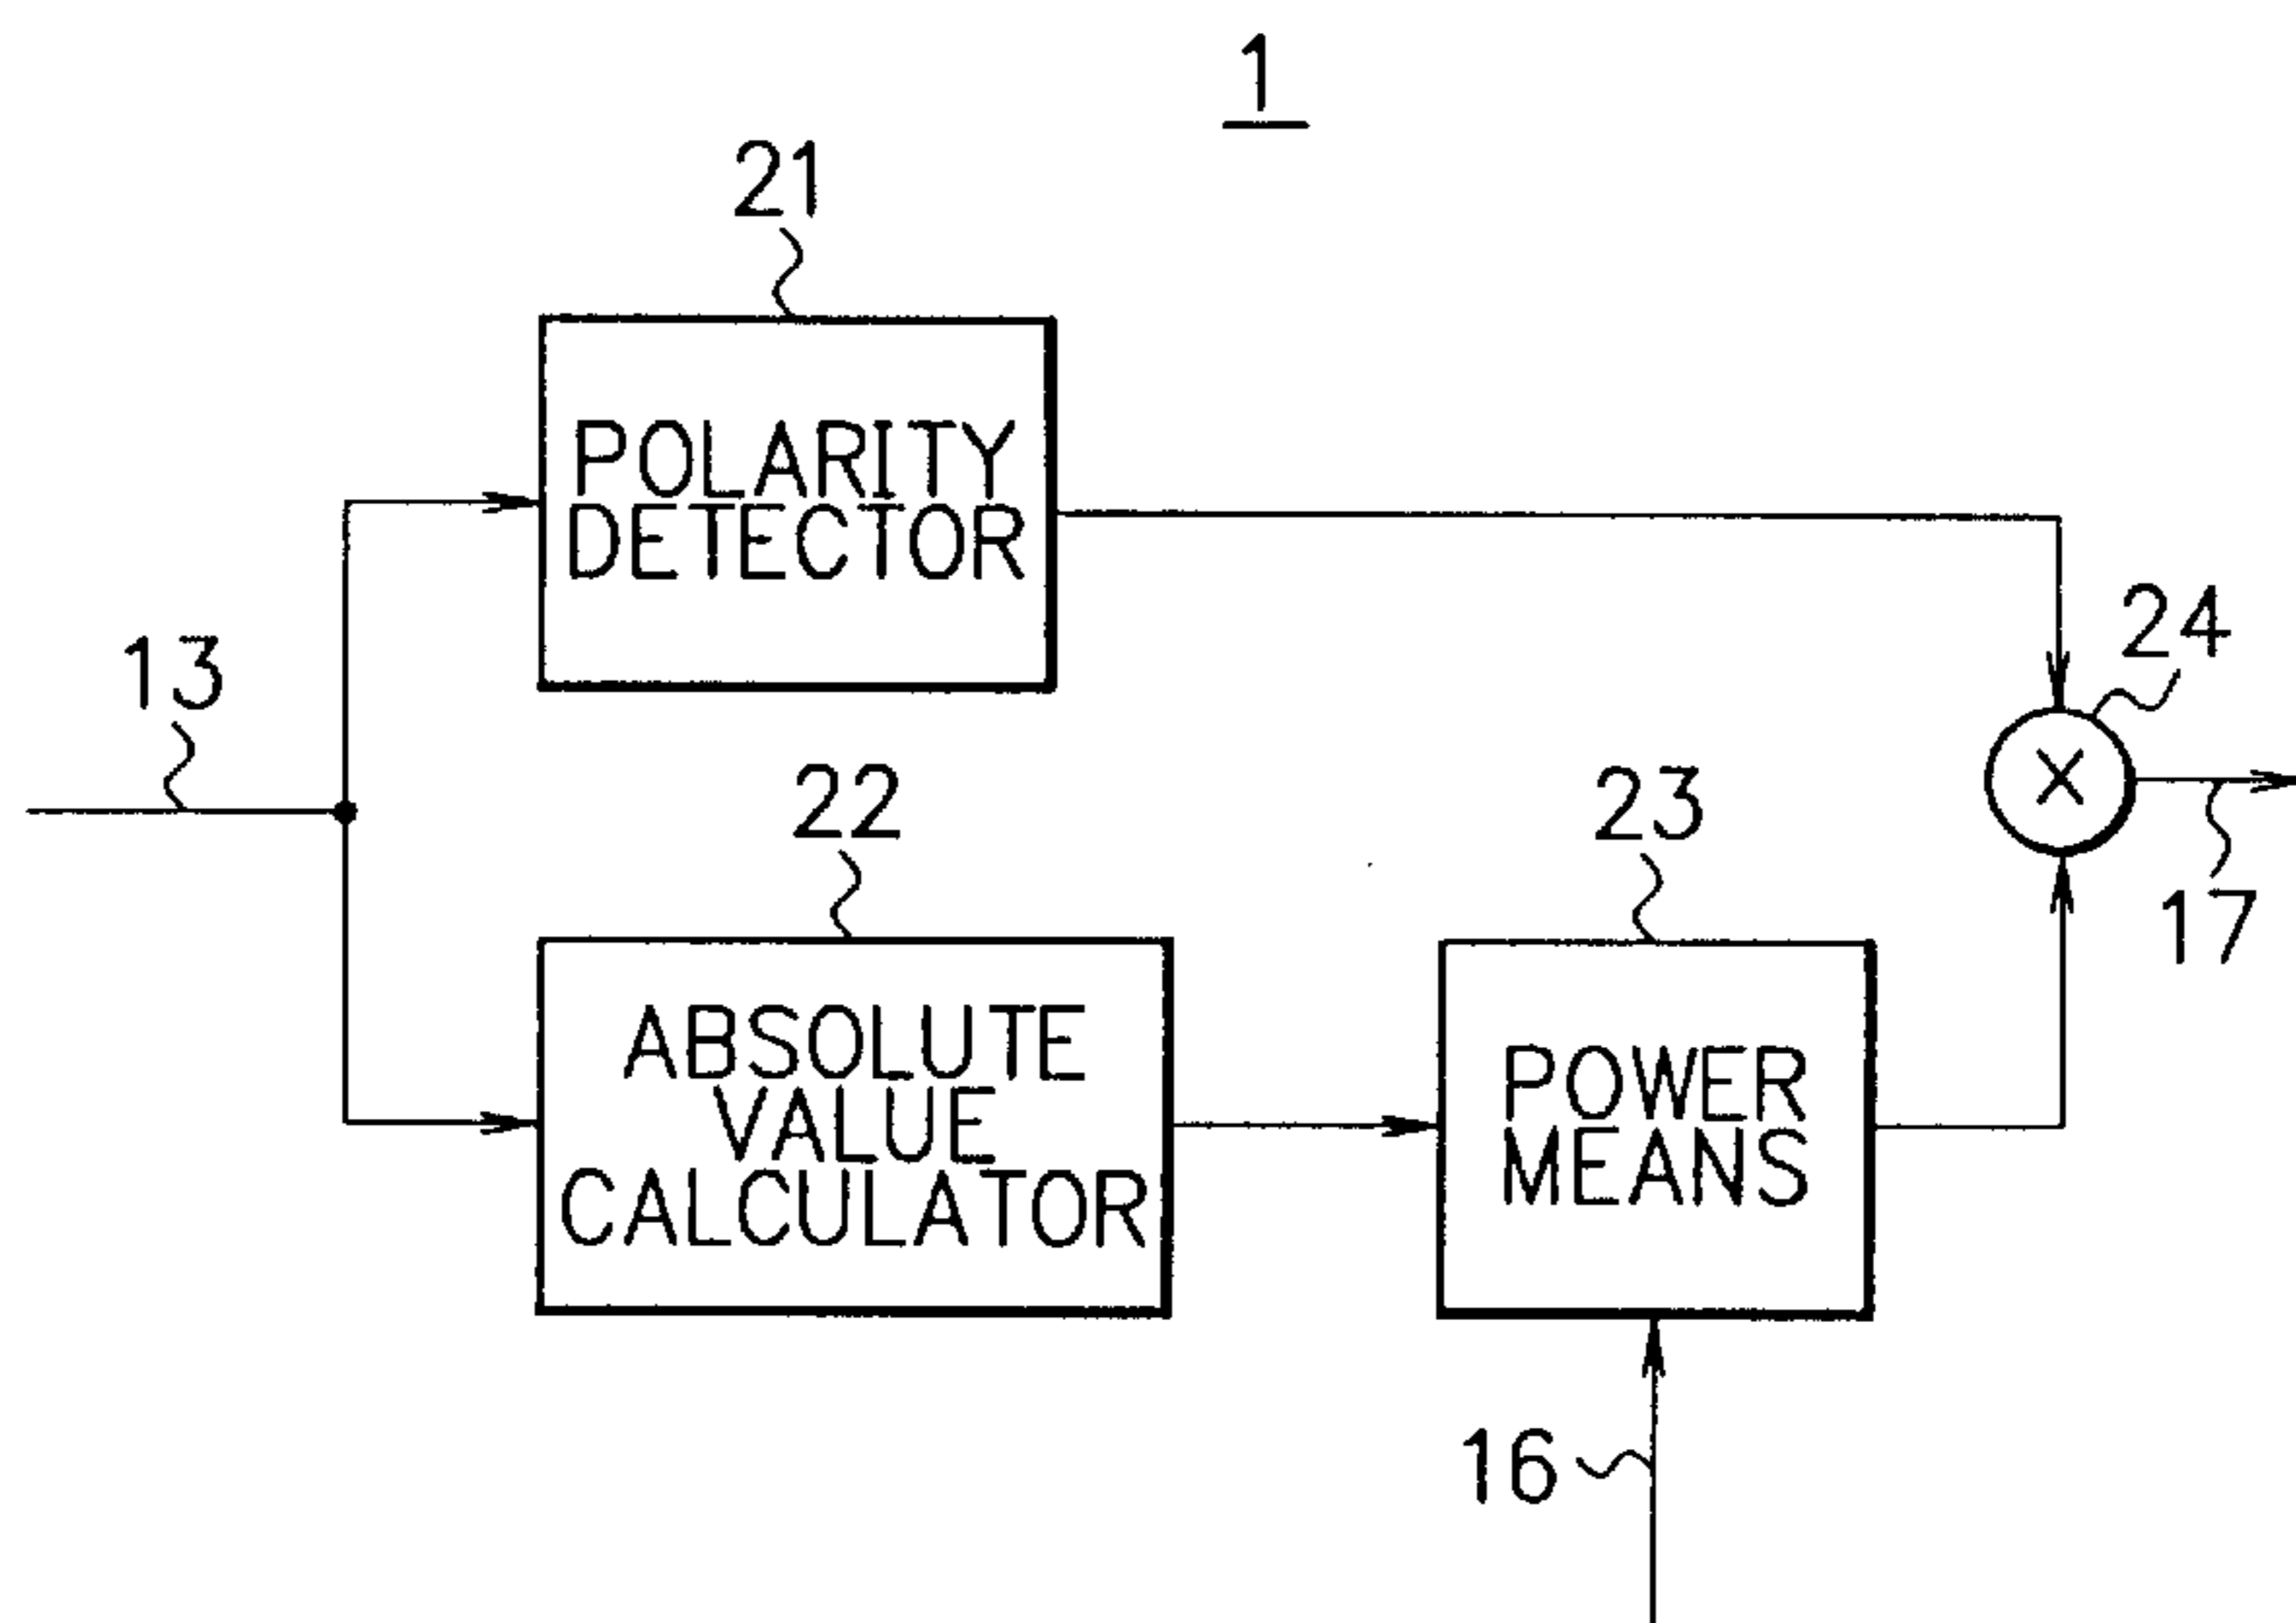 1
21
POLARITY
DETECTOR
13
24
22
23
17
ABSOLUTE
VALUE
CALCULATOR
POWER
MEANS
16